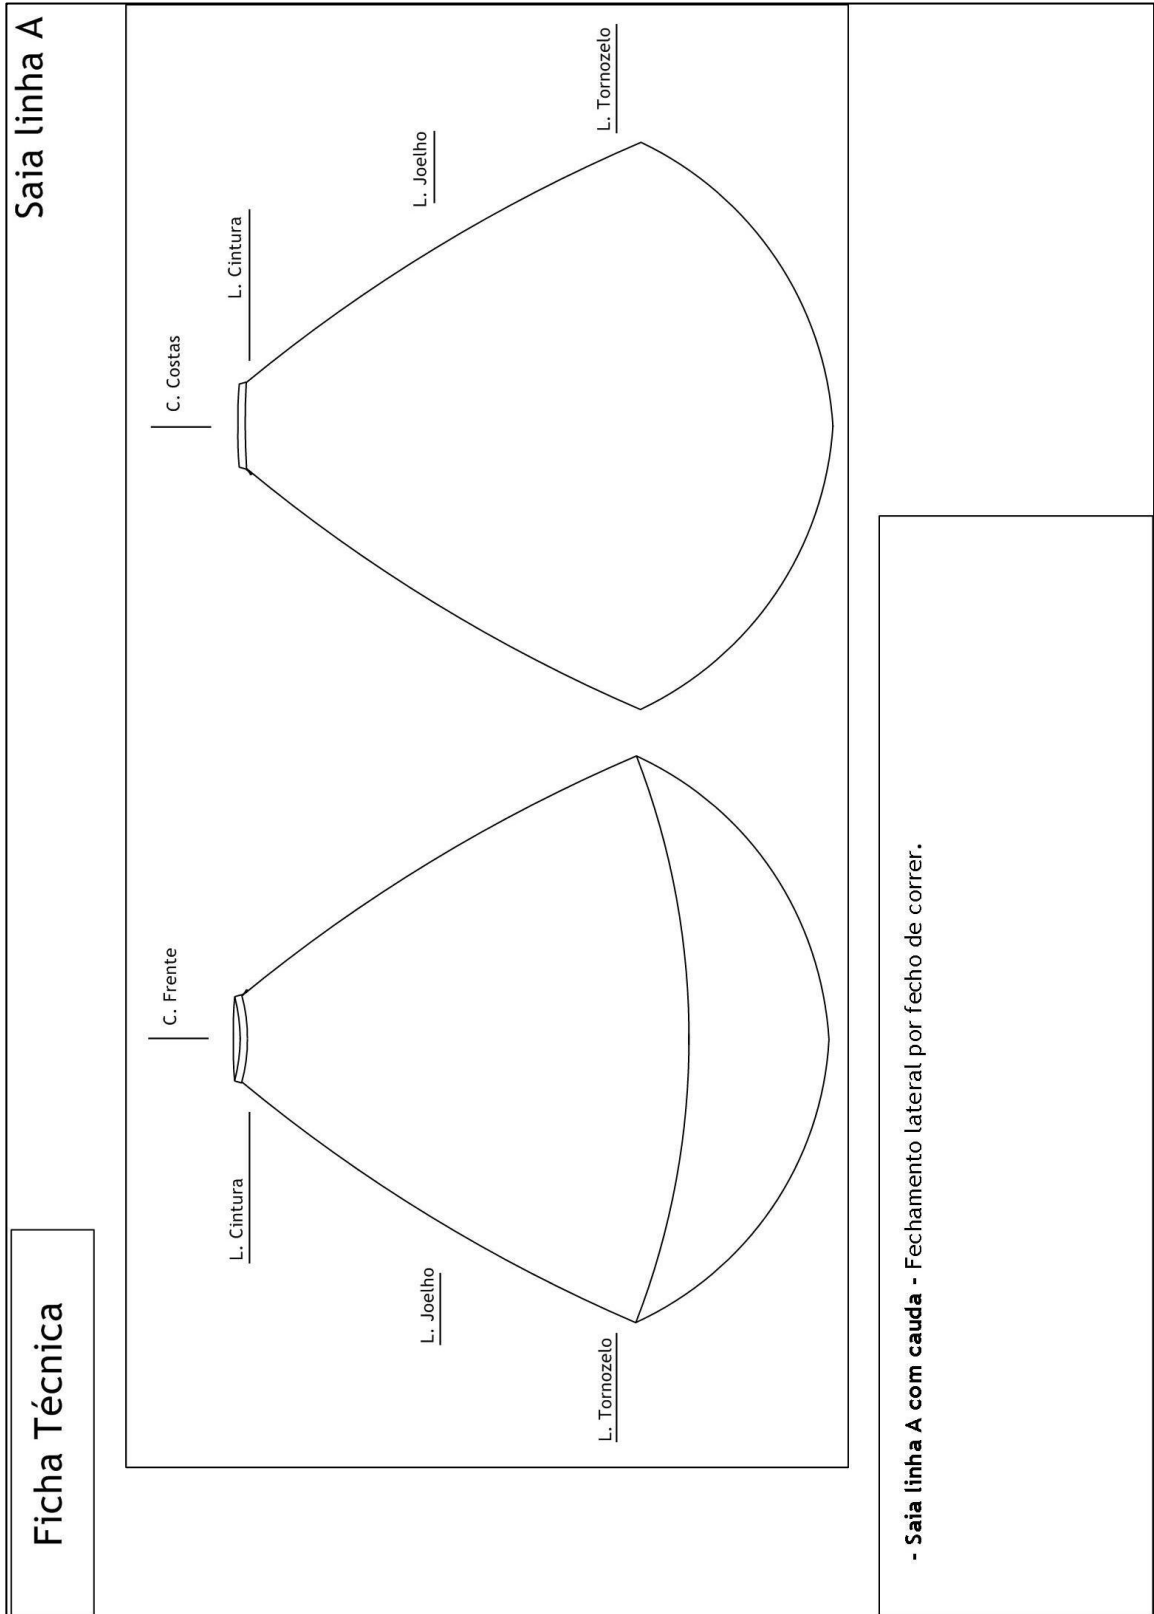 Ficha Técnica
Saia linha A
C. Frente
C. Costas
L. Cintura
L. Cintura
L. Joelho
L. Joelho
L. Tornozelo
L. Tornozelo
- Saia linha A com cauda - Fechamento lateral por fecho de correr.